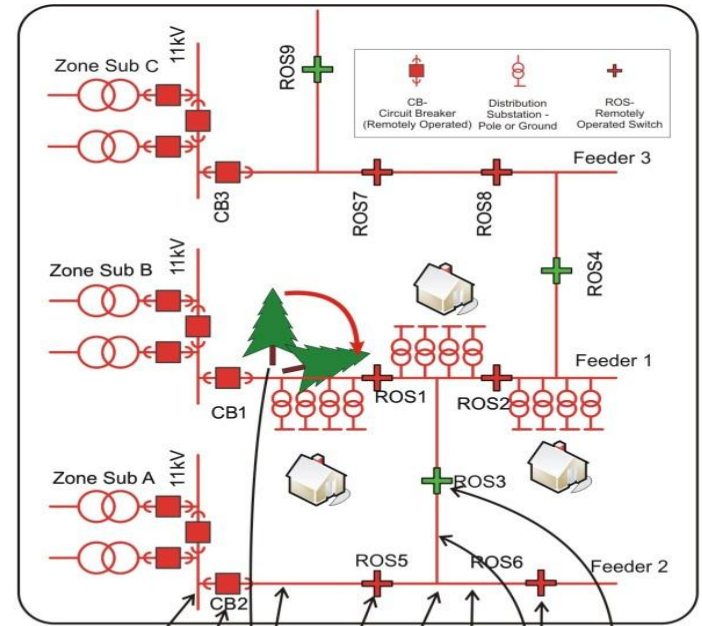 11kV
Zone Sub C
ROS9
CB-
Circuit Breaker
(Remotely Operated)
Distribution
Substation -
Pole or Ground
ROS-
Remotely
Operated Switch
CB3
ROS7
ROS8
Feeder 3
11kV
Zone Sub B
ROS4
CB1
ROS1
ROS2
Feeder 1
11kV
Zone Sub A
ROS3
CB2
ROS5
ROS6
Feeder 2